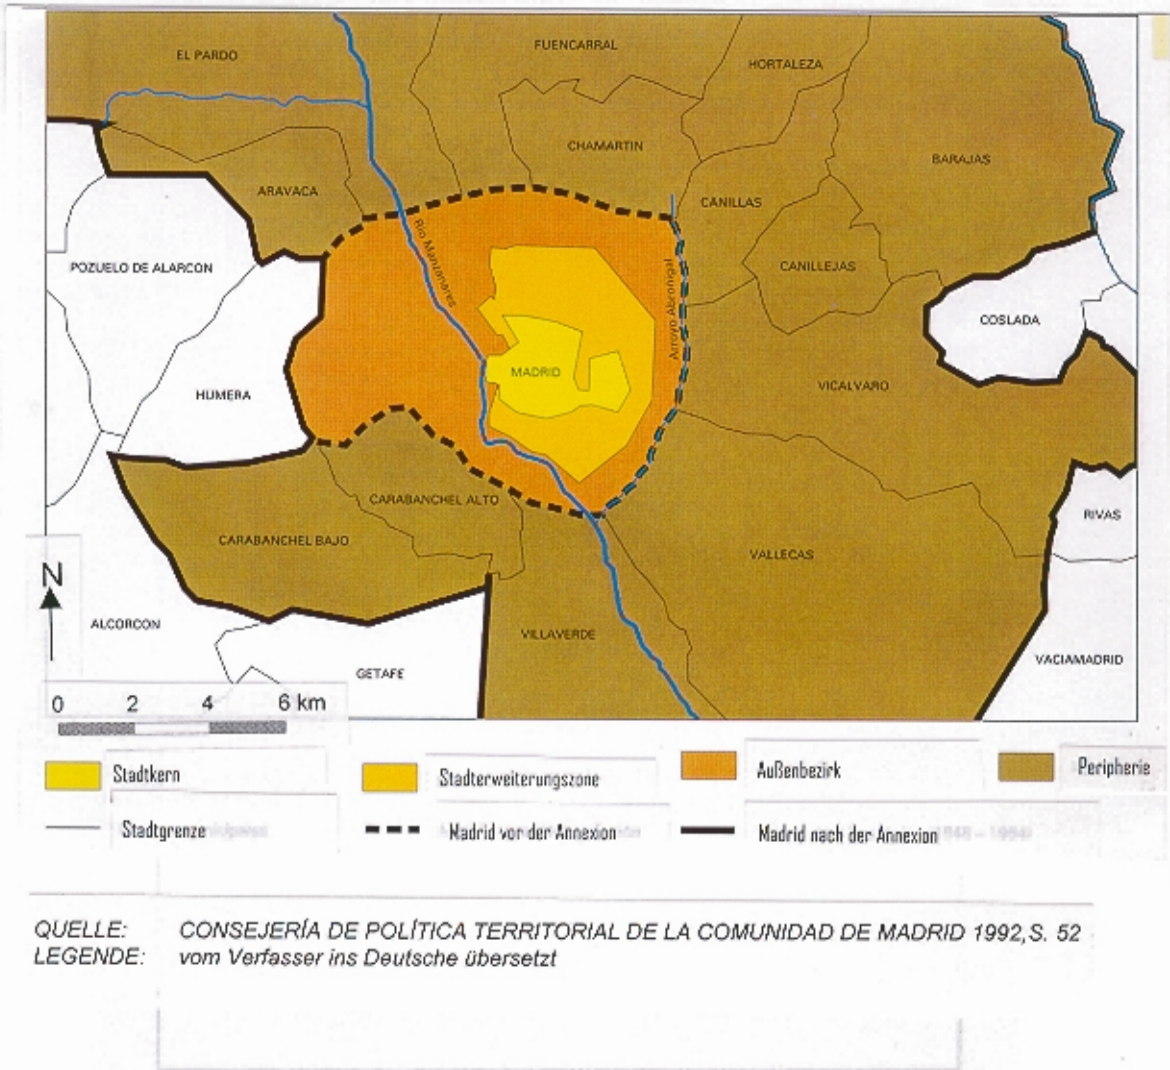 EL PARDO
FUENCARRAL
HORTALEZA
CHAMARTIN
BARAJAS
ARAVACA
CANILLAS
Rio Manzanares
POZUELO DE ALARCON
CANILLEJAS
Arroyo Abronigal
COSLADA
MADRID
VICALVARO
HUMERA
CARABANCHEL ALTO
RIVAS
CARABANCHEL BAJO
VALLECAS
N
ALCORCON
VILLAVERDE
VACIAMADRID
GETAFE
0 2 4 6 km
Stadtkern Stadterweiterungszone Außenbezirk Peripherie
Stadtgrenze Madrid vor der Annexion Madrid nach der Annexion
QUELLE: CONSEJERÍA DE POLÍTICA TERRITORIAL DE LA COMUNIDAD DE MADRID 1992,S. 52
LEGENDE: vom Verfasser ins Deutsche übersetzt